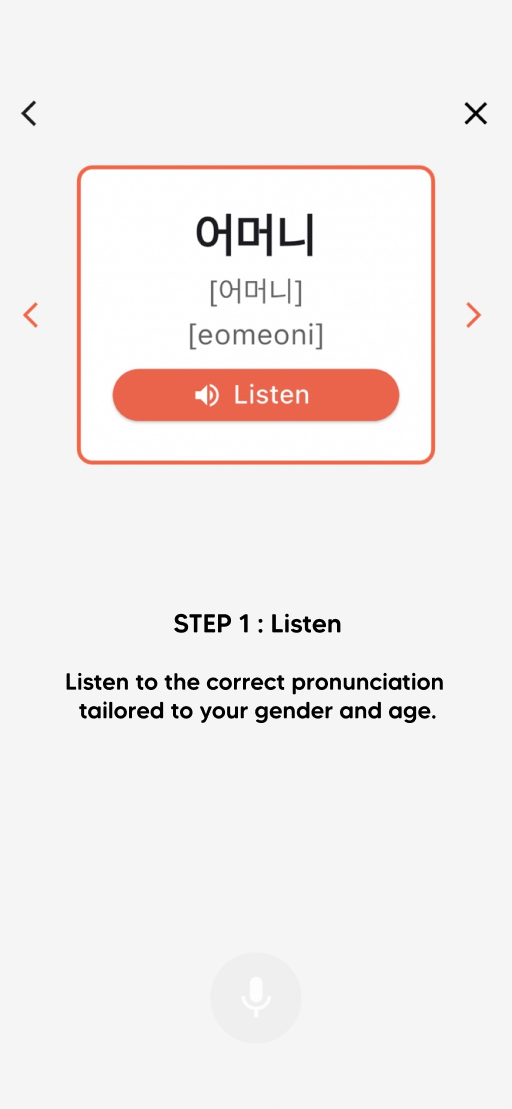 어머니
[어머니]
[eomeoni]
Listen
STEP 1 : Listen
Listen to the correct pronunciation
tailored to your gender and age.